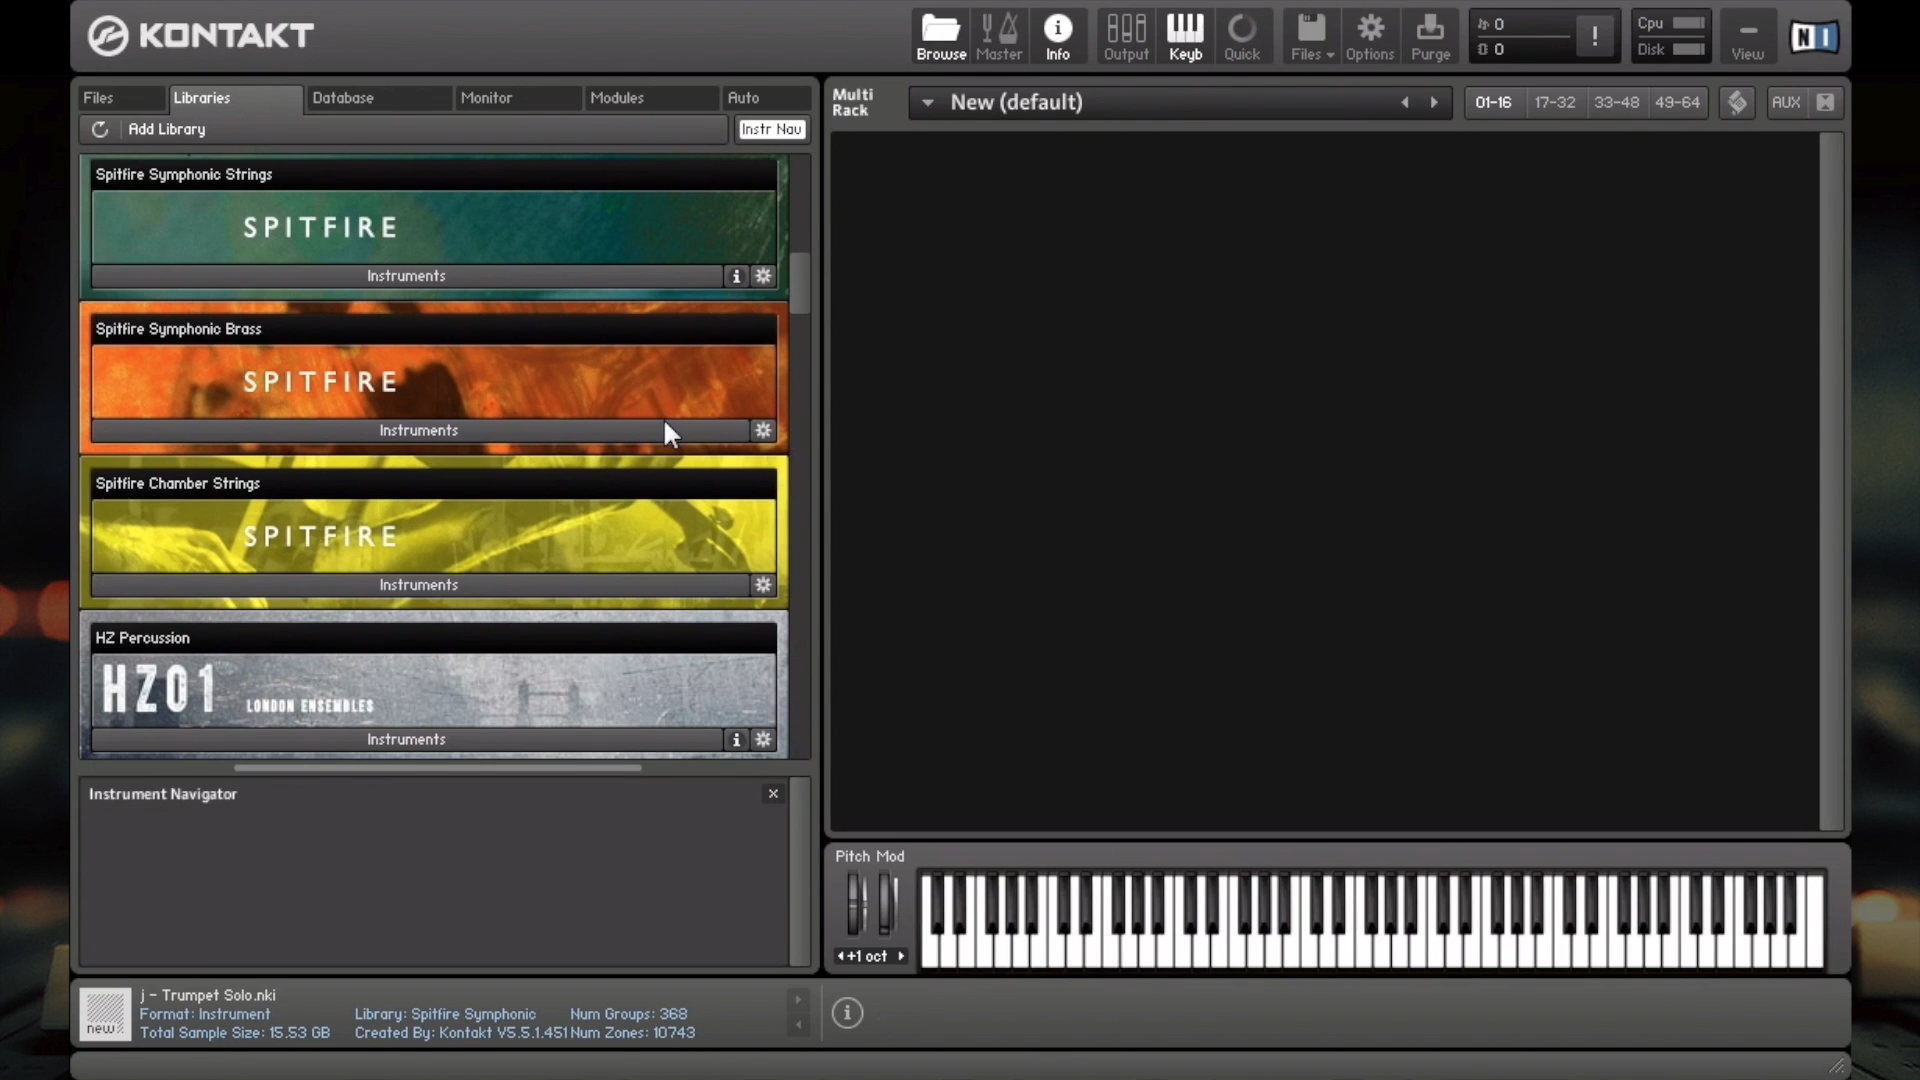 KONTAKT
Browse
Master
Info
Output
Keyb
Quick
Files
Options
Purge
0
0
!
Cpu
Disk
View
NI
Files
Libraries
Database
Monitor
Modules
Auto
Add Library
Instr Nav
Multi
Rack
New (default)
01-16
17-32
33-48
49-64
AUX
Spitfire Symphonic Strings
SPITFIRE
Instruments
Spitfire Symphonic Brass
SPITFIRE
Instruments
Spitfire Chamber Strings
SPITFIRE
Instruments
HZ Percussion
HZ01 LONDON ENSEMBLES
Instruments
Instrument Navigator
Pitch Mod
+1 oct
new
j - Trumpet Solo.nki
Format: Instrument Library: Spitfire Symphonic Num Groups: 368
Total Sample Size: 15.53 GB Created By: Kontakt V5.5.1.451 Num Zones: 10743